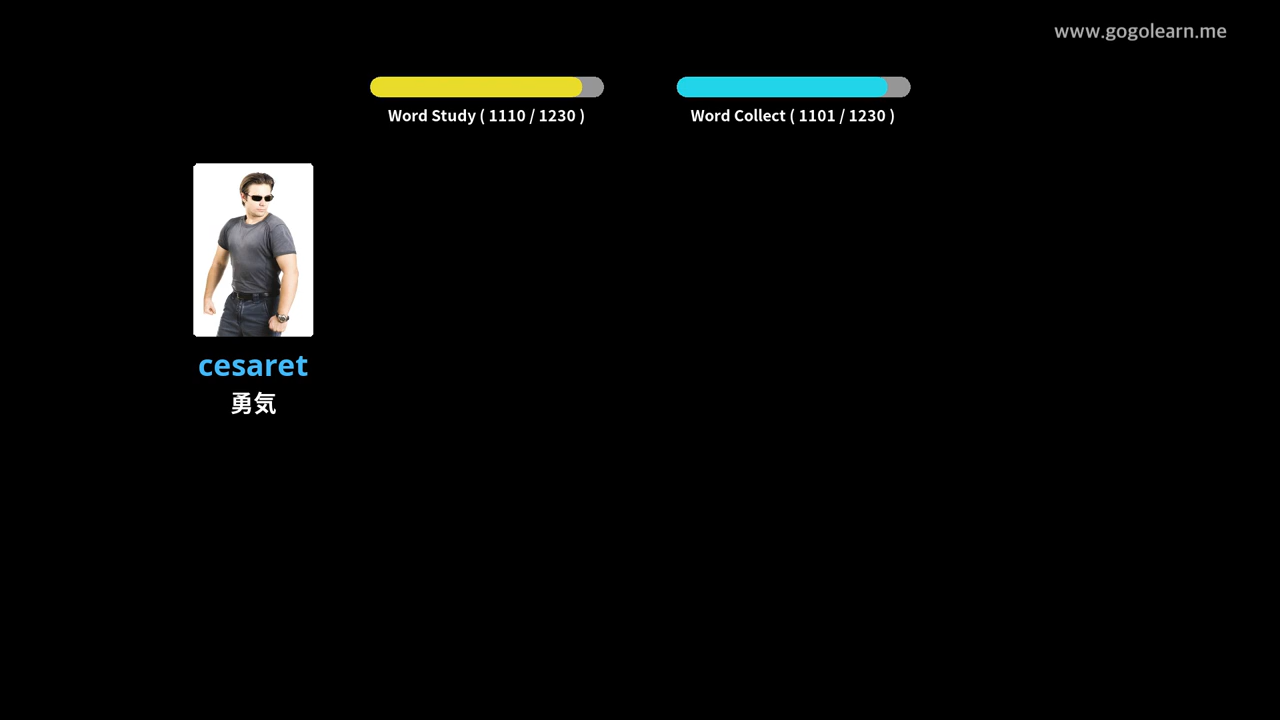 www.gogolearn.me
Word Study ( 1110 / 1230 )
Word Collect ( 1101 / 1230 )
cesaret
勇気